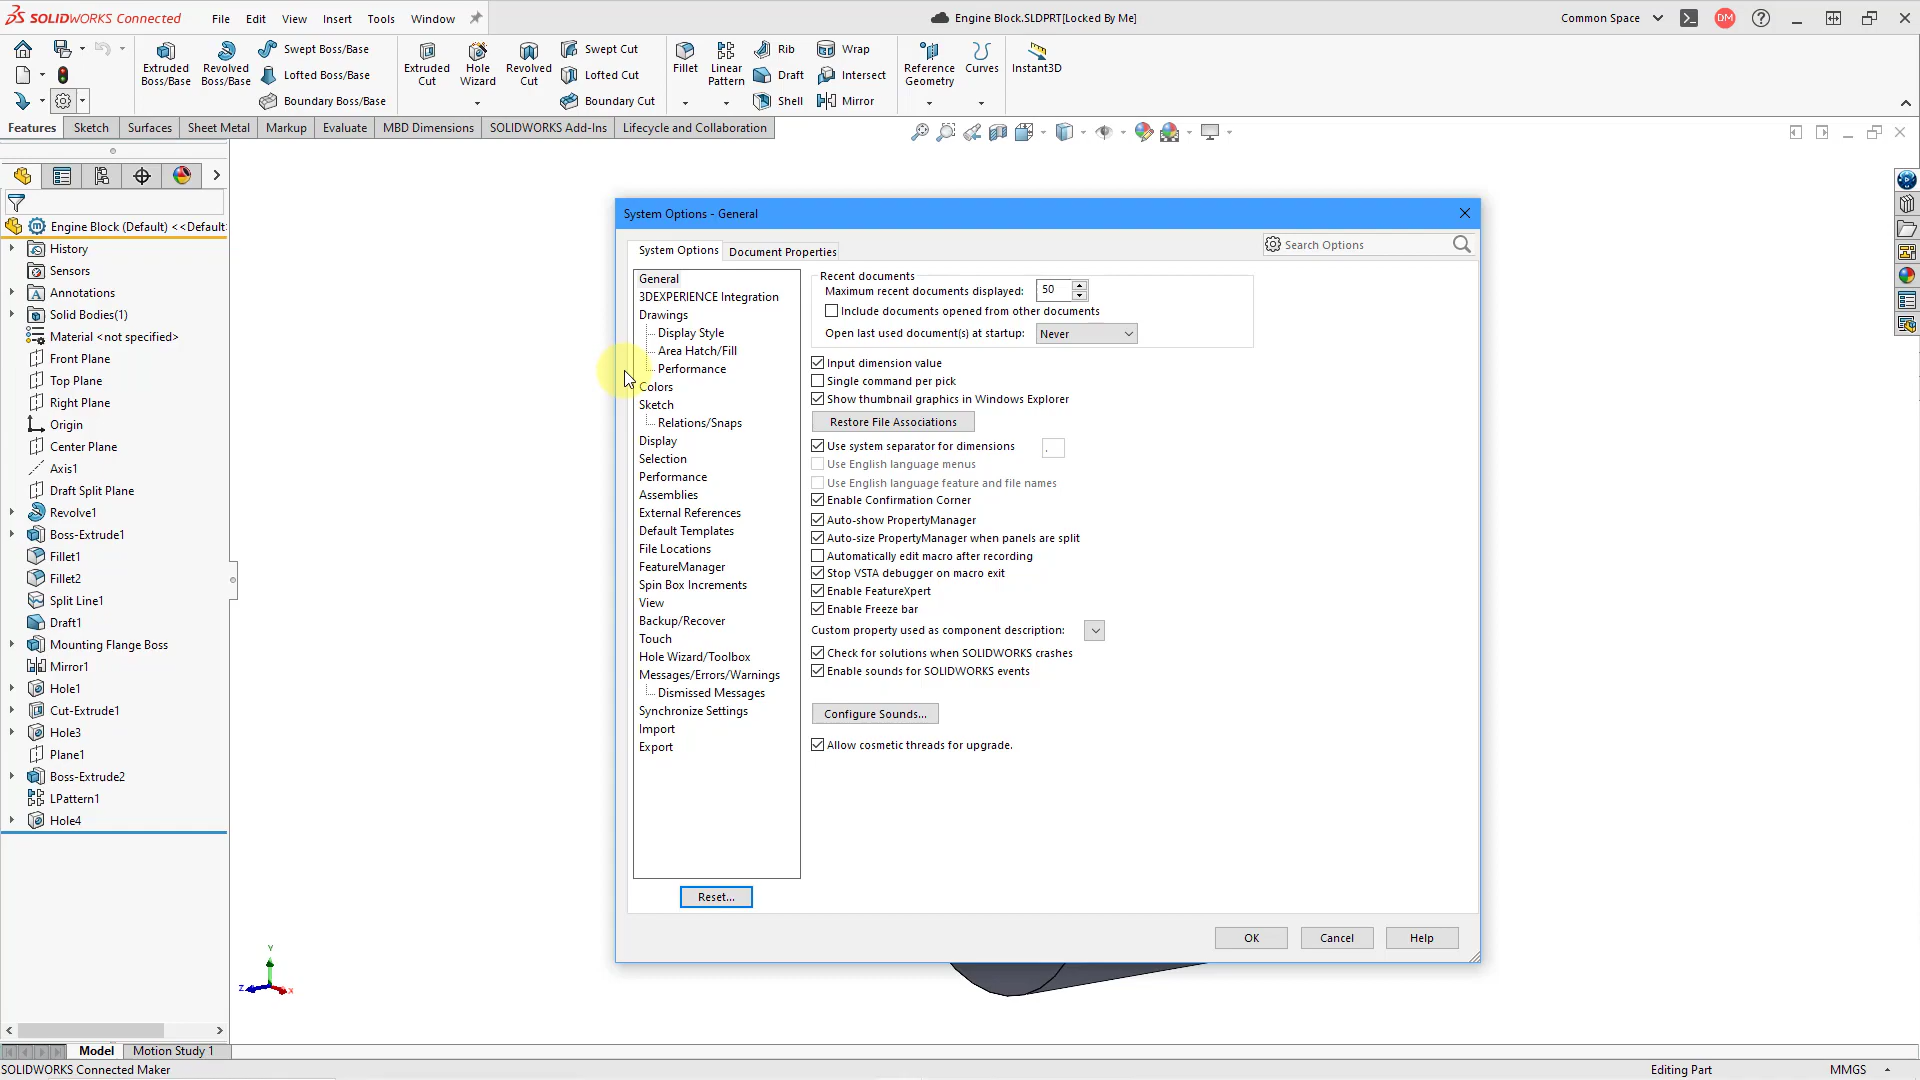 SOLIDWORKS Connected
File Edit View Insert Tools Window
Engine Block.SLDPRT[Locked By Me]
Common Space
DM
Extruded Boss/Base
Revolved Boss/Base
Swept Boss/Base
Lofted Boss/Base
Boundary Boss/Base
Extruded Cut
Hole Wizard
Revolved Cut
Swept Cut
Lofted Cut
Boundary Cut
Fillet
Linear Pattern
Rib
Draft
Shell
Wrap
Intersect
Mirror
Reference Geometry
Curves
Instant3D
Features Sketch Surfaces Sheet Metal Markup Evaluate MBD Dimensions SOLIDWORKS Add-Ins Lifecycle and Collaboration
Engine Block (Default) <<Default
History
Sensors
Annotations
Solid Bodies(1)
Material <not specified>
Front Plane
Top Plane
Right Plane
Origin
Center Plane
Axis1
Draft Split Plane
Revolve1
Boss-Extrude1
Fillet1
Fillet2
Split Line1
Draft1
Mounting Flange Boss
Mirror1
Hole1
Cut-Extrude1
Hole3
Plane1
Boss-Extrude2
LPattern1
Hole4
System Options - General
System Options Document Properties
Search Options
General
3DEXPERIENCE Integration
Drawings
Display Style
Area Hatch/Fill
Performance
Colors
Sketch
Relations/Snaps
Display
Selection
Performance
Assemblies
External References
Default Templates
File Locations
FeatureManager
Spin Box Increments
View
Backup/Recover
Touch
Hole Wizard/Toolbox
Messages/Errors/Warnings
Dismissed Messages
Synchronize Settings
Import
Export
Reset...
Recent documents
Maximum recent documents displayed: 50
Include documents opened from other documents
Open last used document(s) at startup: Never
Input dimension value
Single command per pick
Show thumbnail graphics in Windows Explorer
Restore File Associations
Use system separator for dimensions .
Use English language menus
Use English language feature and file names
Enable Confirmation Corner
Auto-show PropertyManager
Auto-size PropertyManager when panels are split
Automatically edit macro after recording
Stop VSTA debugger on macro exit
Enable FeatureXpert
Enable Freeze bar
Custom property used as component description:
Check for solutions when SOLIDWORKS crashes
Enable sounds for SOLIDWORKS events
Configure Sounds...
Allow cosmetic threads for upgrade.
OK Cancel Help
Y
Z X
Model Motion Study 1
SOLIDWORKS Connected Maker
Editing Part
MMGS